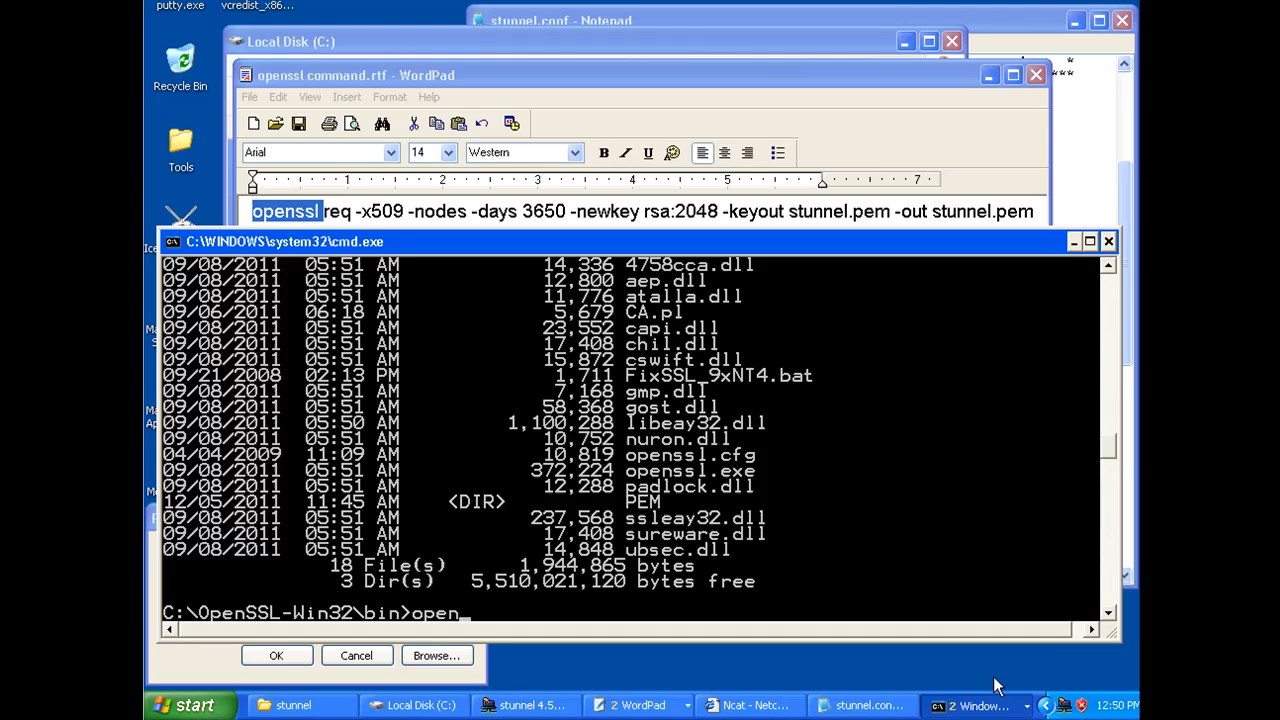 putty.exe
vcredist_x86...
stunnel.conf - Notepad
Local Disk (C:)
openssl command.rtf - WordPad
File Edit View Insert Format Help
Recycle Bin
Arial 14 Western B I U
Tools
1 2 3 4 5 7
openssl req -x509 -nodes -days 3650 -newkey rsa:2048 -keyout stunnel.pem -out stunnel.pem
C:\WINDOWS\system32\cmd.exe
09/08/2011 05:51 AM 14,336 4758cca.dll
09/08/2011 05:51 AM 12,800 aep.dll
09/08/2011 05:51 AM 11,776 atalla.dll
09/06/2011 06:18 AM 5,679 CA.pl
09/08/2011 05:51 AM 23,552 capi.dll
09/08/2011 05:51 AM 17,408 chil.dll
09/08/2011 05:51 AM 15,872 cswift.dll
09/21/2008 02:13 PM 1,711 FixSSL_9xNT4.bat
09/08/2011 05:51 AM 7,168 gmp.dll
09/08/2011 05:51 AM 58,368 gost.dll
09/08/2011 05:50 AM 1,100,288 libeay32.dll
09/08/2011 05:51 AM 10,752 nuron.dll
04/04/2009 11:09 AM 10,819 openssl.cfg
09/08/2011 05:51 AM 372,224 openssl.exe
09/08/2011 05:51 AM 12,288 padlock.dll
12/05/2011 11:45 AM <DIR> PEM
09/08/2011 05:51 AM 237,568 ssleay32.dll
09/08/2011 05:51 AM 17,408 sureware.dll
09/08/2011 05:51 AM 14,848 ubsec.dll
18 File(s) 1,944,865 bytes
3 Dir(s) 5,510,021,120 bytes free
C:\OpenSSL-Win32\bin>open_
OK Cancel Browse...
start stunnel Local Disk (C:) stunnel 4.5... 2 WordPad Ncat - Netc... stunnel.con... 2 Window... 12:50 PM